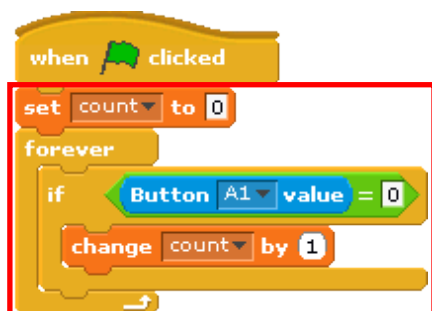 when clicked
set count to 0
forever
if Button A1 value = 0
change count by 1